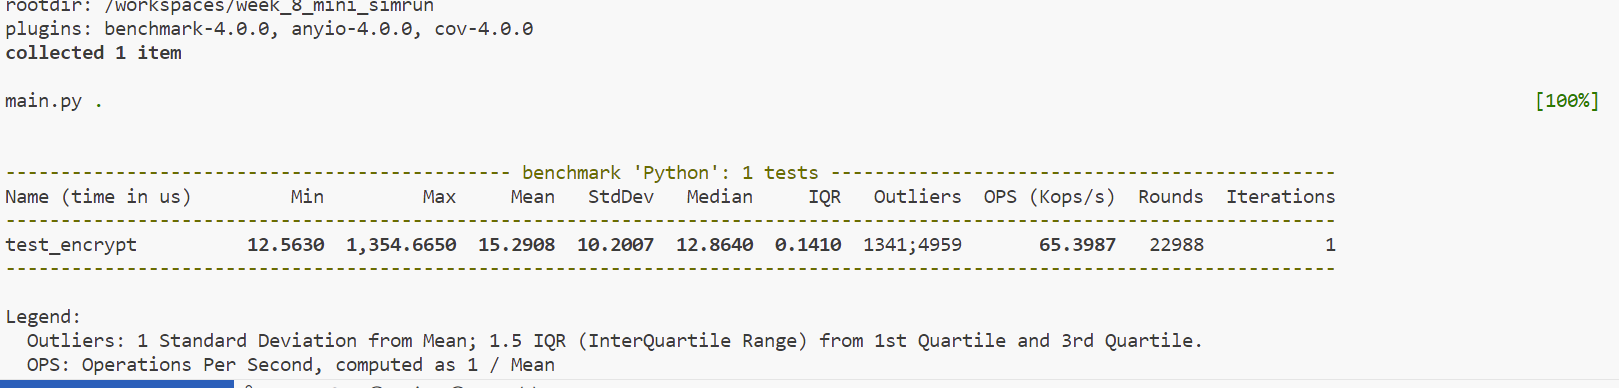 rootdir: /workspaces/week_8_mini_simrun
plugins: benchmark-4.0.0, anyio-4.0.0, cov-4.0.0
collected 1 item
main.py . [100%]
--------------------------------------------- benchmark 'Python': 1 tests ---------------------------------------------
Name (time in us) Min Max Mean StdDev Median IQR Outliers OPS (Kops/s) Rounds Iterations
-----------------------------------------------------------------------------------------------------------------------
test_encrypt 12.5630 1,354.6650 15.2908 10.2007 12.8640 0.1410 1341;4959 65.3987 22988 1
-----------------------------------------------------------------------------------------------------------------------
Legend:
Outliers: 1 Standard Deviation from Mean; 1.5 IQR (InterQuartile Range) from 1st Quartile and 3rd Quartile.
OPS: Operations Per Second, computed as 1 / Mean